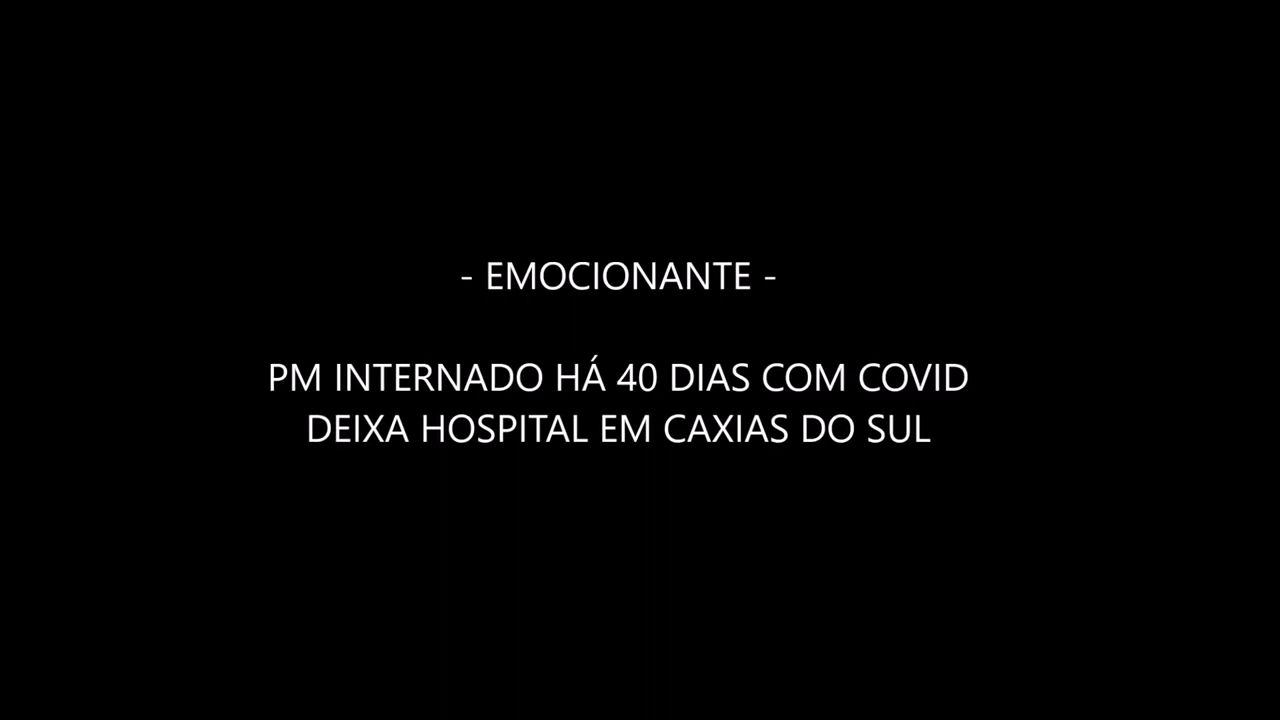 - EMOCIONANTE -
PM INTERNADO HÁ 40 DIAS COM COVID
DEIXA HOSPITAL EM CAXIAS DO SUL